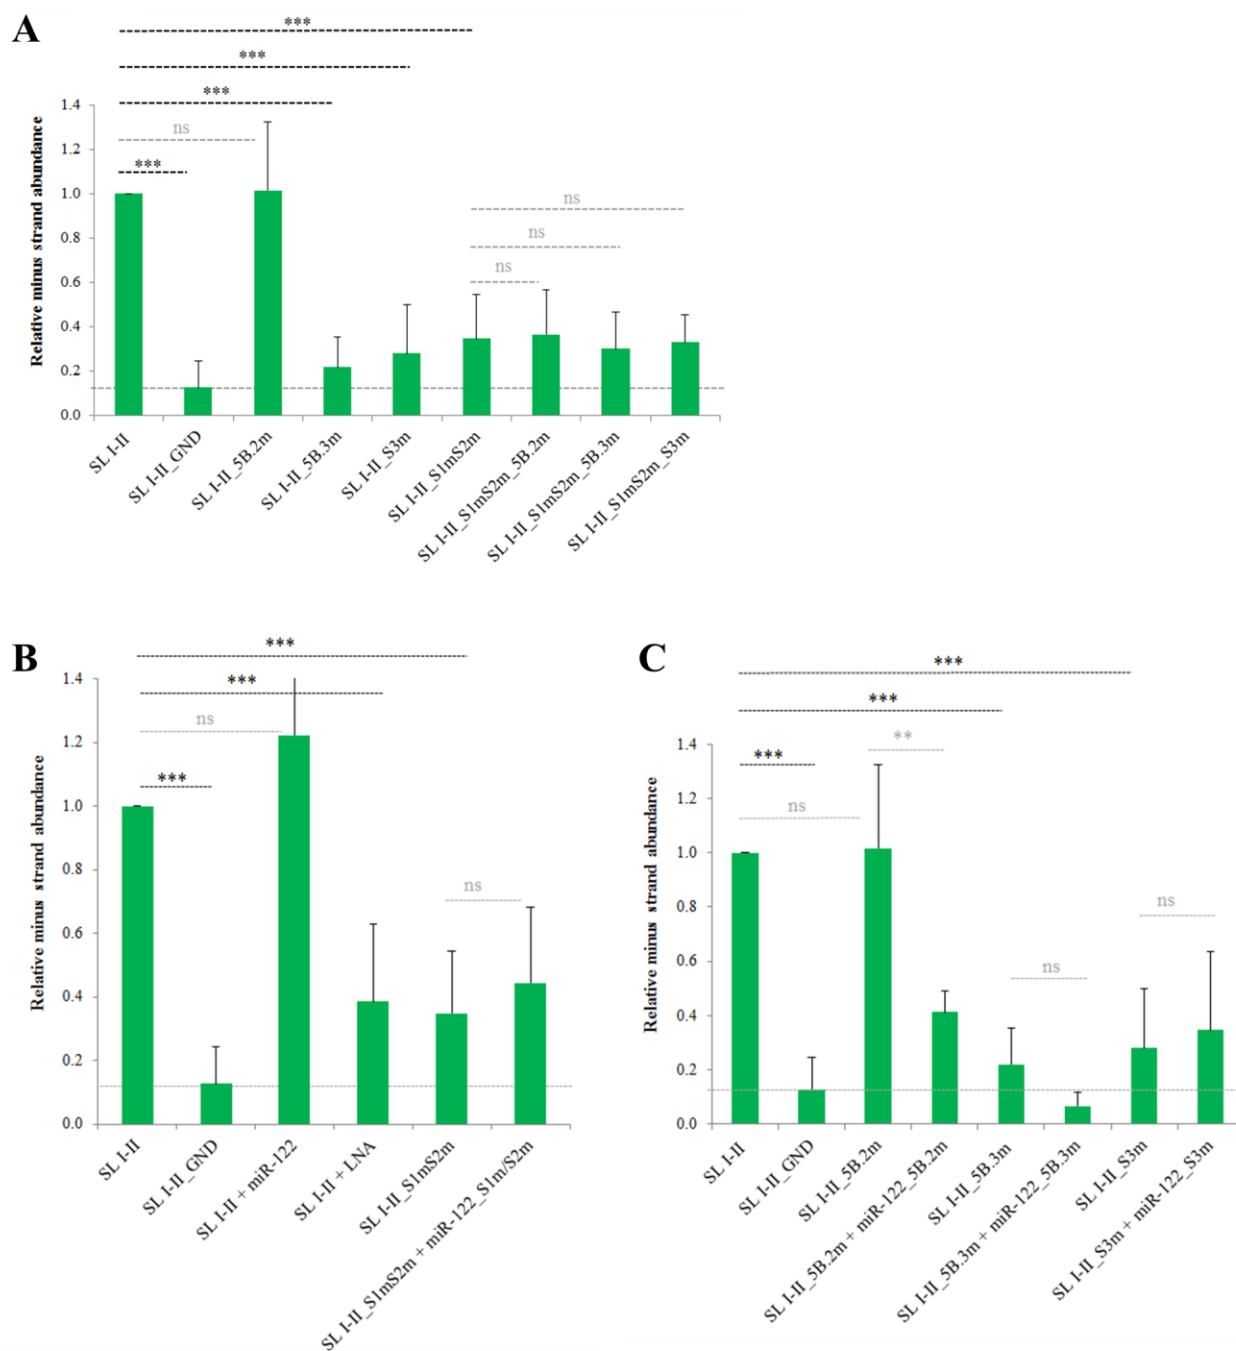 A
***
***
***
ns
***
ns
ns
ns
Relative minus strand abundance
1.4
1.2
1.0
0.8
0.6
0.4
0.2
0.0
SL I-II
SL I-II_GND
SL I-II_5B.2m
SL I-II_5B.3m
SL I-II_S3m
SL I-II_S1mS2m
SL I-II_S1mS2m_5B.2m
SL I-II_S1mS2m_5B.3m
SL I-II_S1mS2m_S3m
B
***
***
ns
***
ns
Relative minus strand abundance
1.4
1.2
1.0
0.8
0.6
0.4
0.2
0.0
SL I-II
SL I-II_GND
SL I-II + miR-122
SL I-II + LNA
SL I-II_S1mS2m
SL I-II_S1mS2m + miR-122_S1m/S2m
C
***
***
**
***
ns
ns
ns
Relative minus strand abundance
1.4
1.2
1.0
0.8
0.6
0.4
0.2
0.0
SL I-II
SL I-II_GND
SL I-II_5B.2m
SL I-II_5B.2m + miR-122_5B.2m
SL I-II_5B.3m
SL I-II_5B.3m + miR-122_5B.3m
SL I-II_S3m
SL I-II_S3m + miR-122_S3m